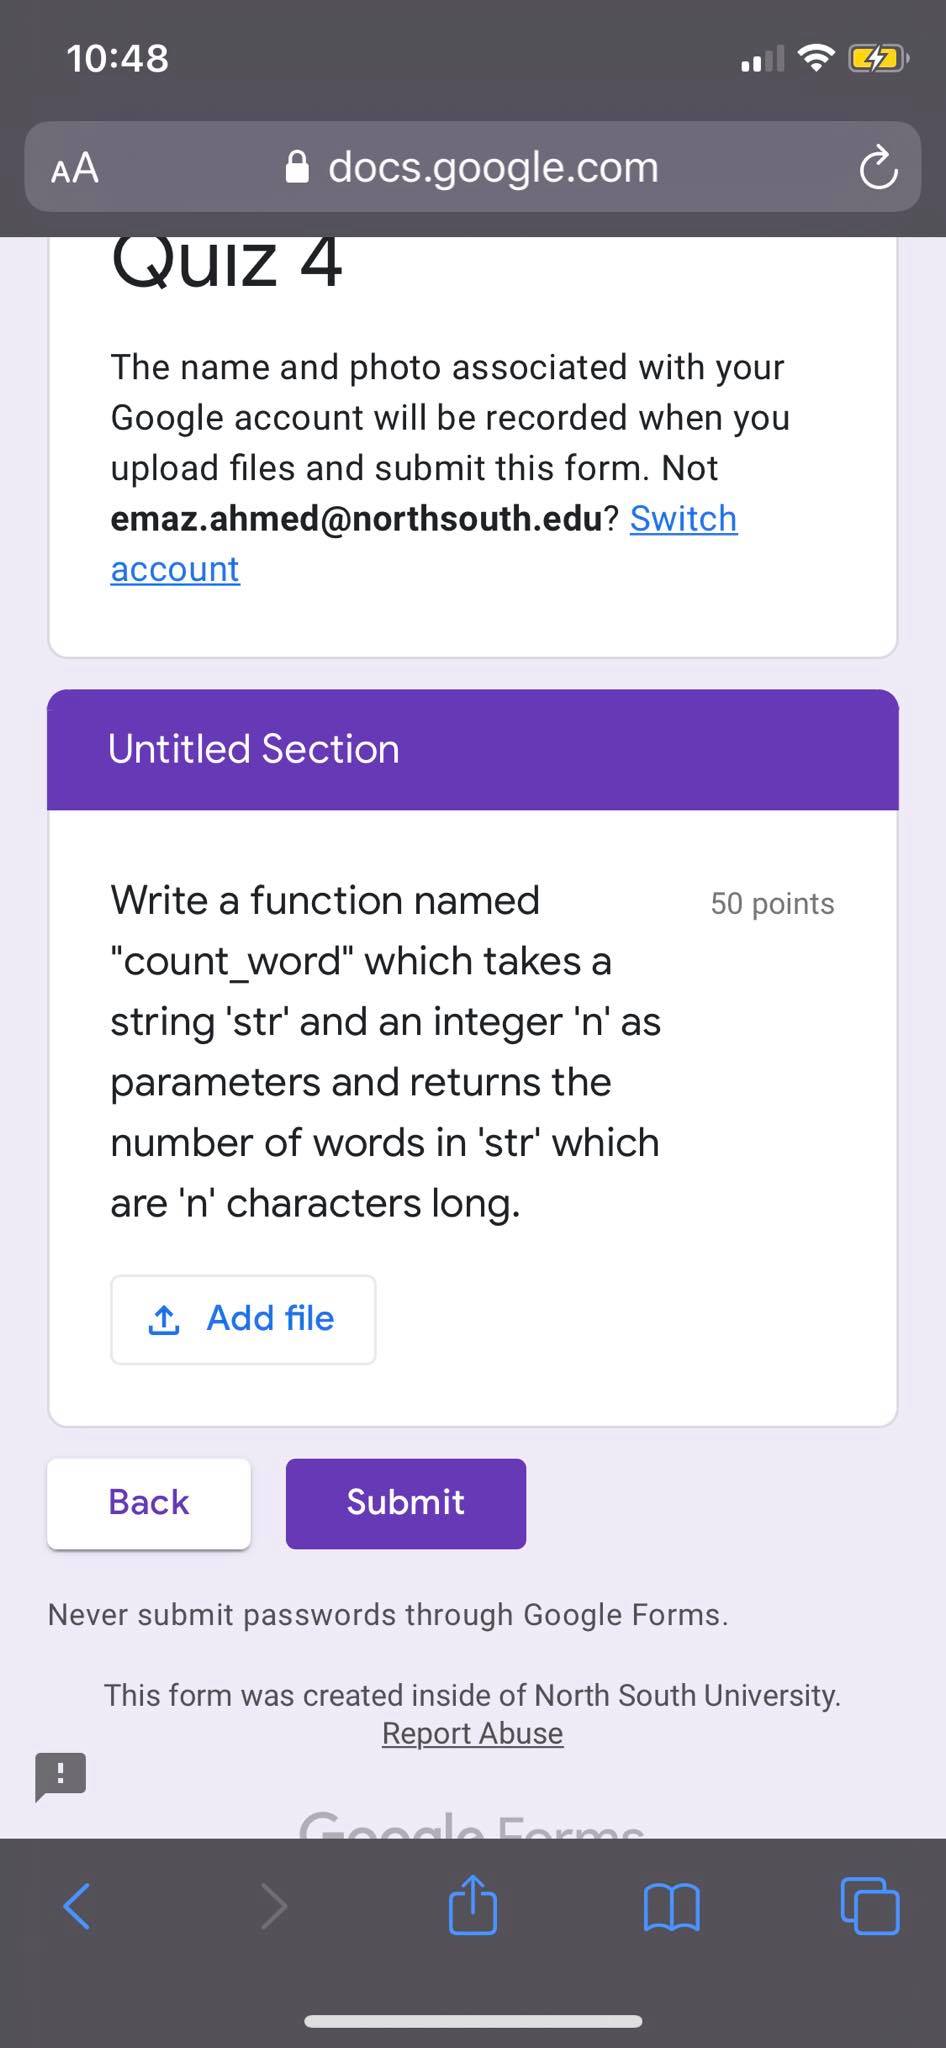 10:48
AA docs.google.com
Quiz 4
The name and photo associated with your
Google account will be recorded when you
upload files and submit this form. Not
emaz.ahmed@northsouth.edu? Switch
account
Untitled Section
Write a function named
"count_word" which takes a
string 'str' and an integer 'n' as
parameters and returns the
number of words in 'str' which
are 'n' characters long.
50 points
Add file
Back Submit
Never submit passwords through Google Forms.
This form was created inside of North South University.
Report Abuse
Google Forms